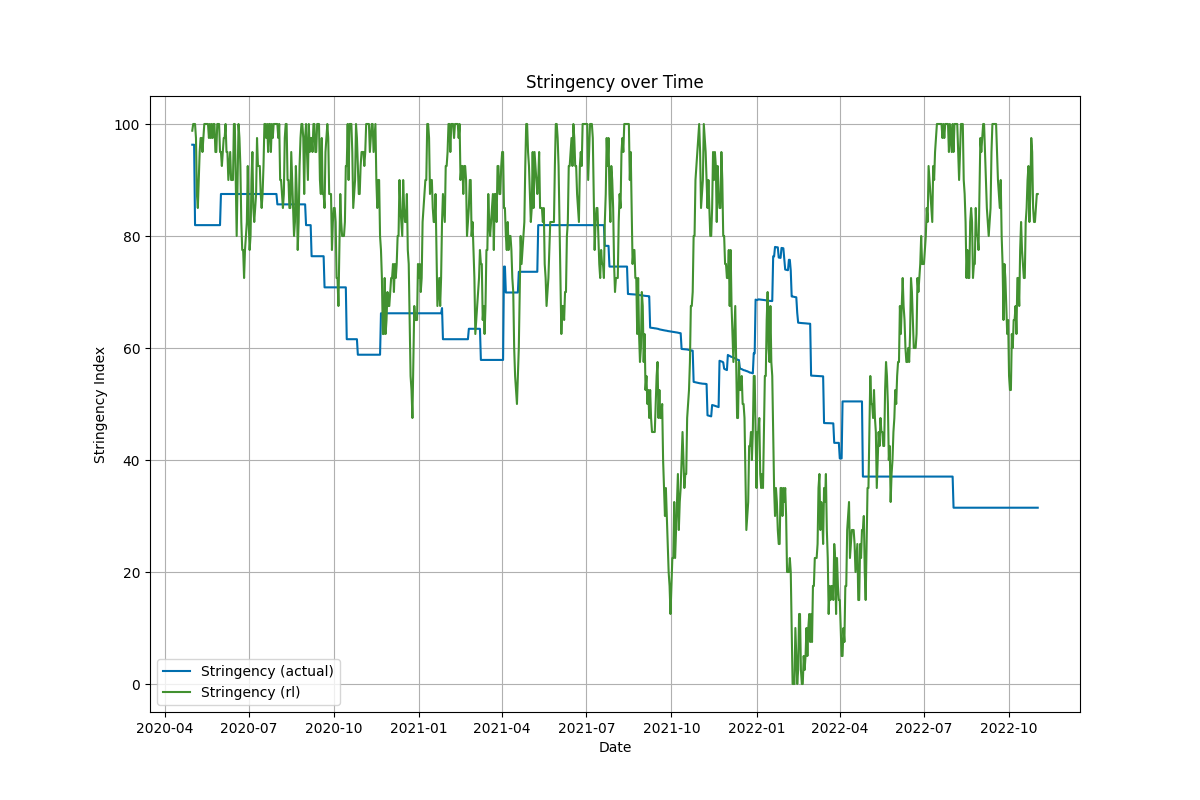 Stringency over Time
100
80
60
40
20
0
Stringency Index
Stringency (actual)
Stringency (rl)
2020-04 2020-07 2020-10 2021-01 2021-04 2021-07 2021-10 2022-01 2022-04 2022-07 2022-10
Date